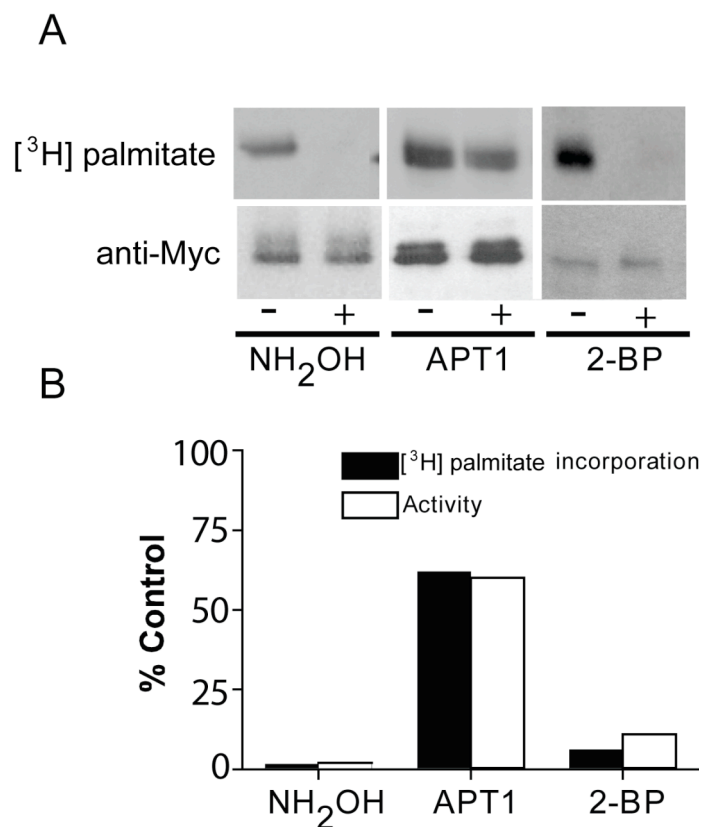 A
[³H] palmitate
anti-Myc
- + - + - +
NH₂OH APT1 2-BP
B
% Control
100
75
50
25
0
[³H] palmitate incorporation
Activity
NH₂OH APT1 2-BP